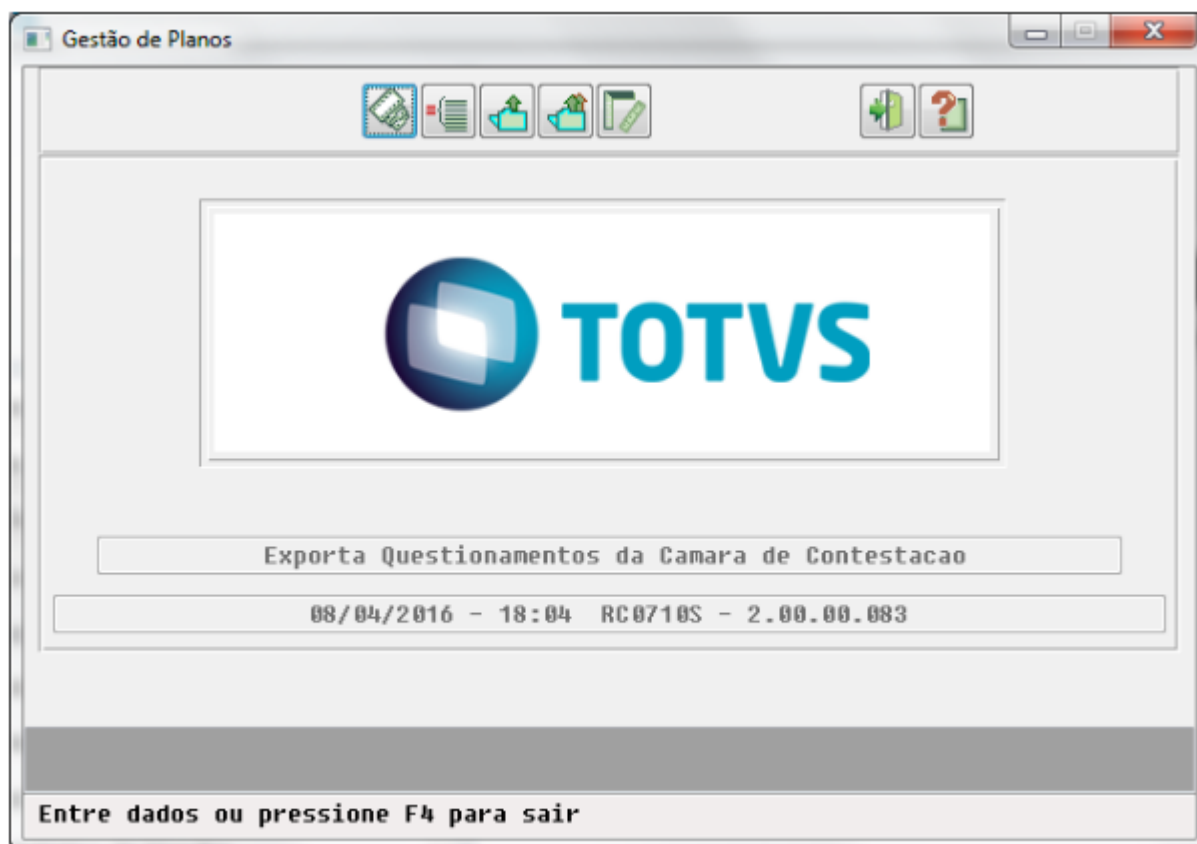 Gestão de Planos
TOTVS
Exporta Questionamentos da Camara de Contestacao
08/04/2016 - 18:04 RC0710S - 2.00.00.083
Entre dados ou pressione F4 para sair